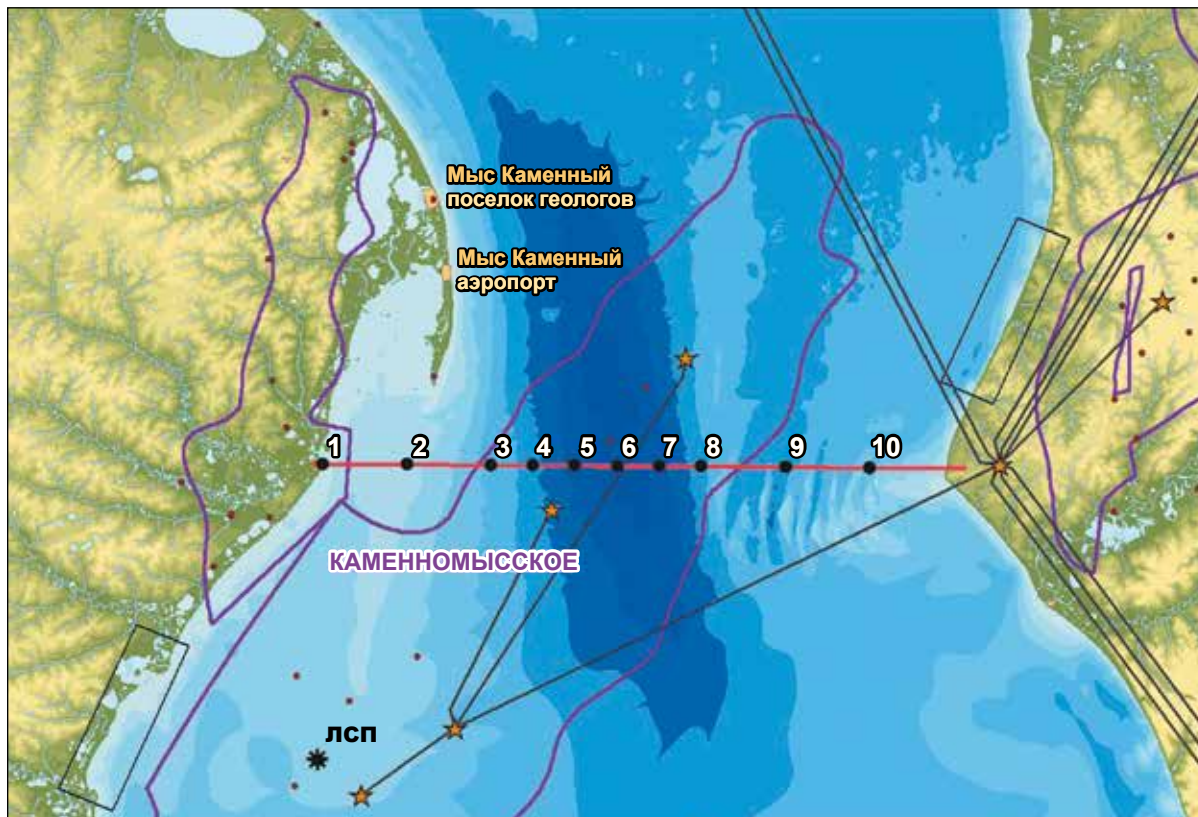 Мыс Каменный
поселок геологов
Мыс Каменный
аэропорт
1 2 3 4 5 6 7 8 9 10
КАМЕННОМЫССКОЕ
ЛСП